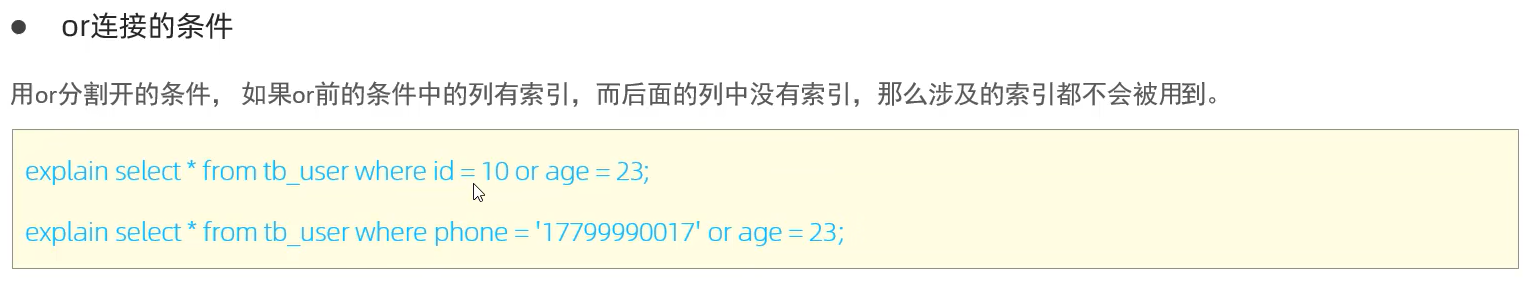 ● or连接的条件
用or分割开的条件， 如果or前的条件中的列有索引，而后面的列中没有索引，那么涉及的索引都不会被用到。
explain select * from tb_user where id = 10 or age = 23;
explain select * from tb_user where phone = '17799990017' or age = 23;